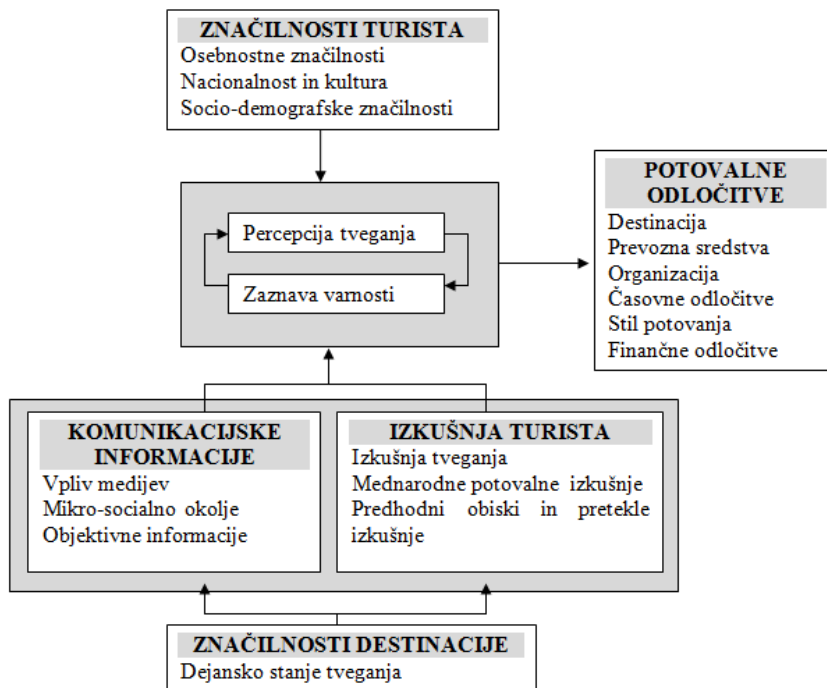 ZNAČILNOSTI TURISTA
Osebnostne značilnosti
Nacionalnost in kultura
Socio-demografske značilnosti
Percepcija tveganja
Zaznava varnosti
POTOVALNE
ODLOČITVE
Destinacija
Prevozna sredstva
Organizacija
Časovne odločitve
Stil potovanja
Finančne odločitve
KOMUNIKACIJSKE
INFORMACIJE
Vpliv medijev
Mikro-socialno okolje
Objektivne informacije
IZKUŠNJA TURISTA
Izkušnja tveganja
Mednarodne potovalne izkušnje
Predhodni obiski in pretekle
izkušnje
ZNAČILNOSTI DESTINACIJE
Dejansko stanje tveganja